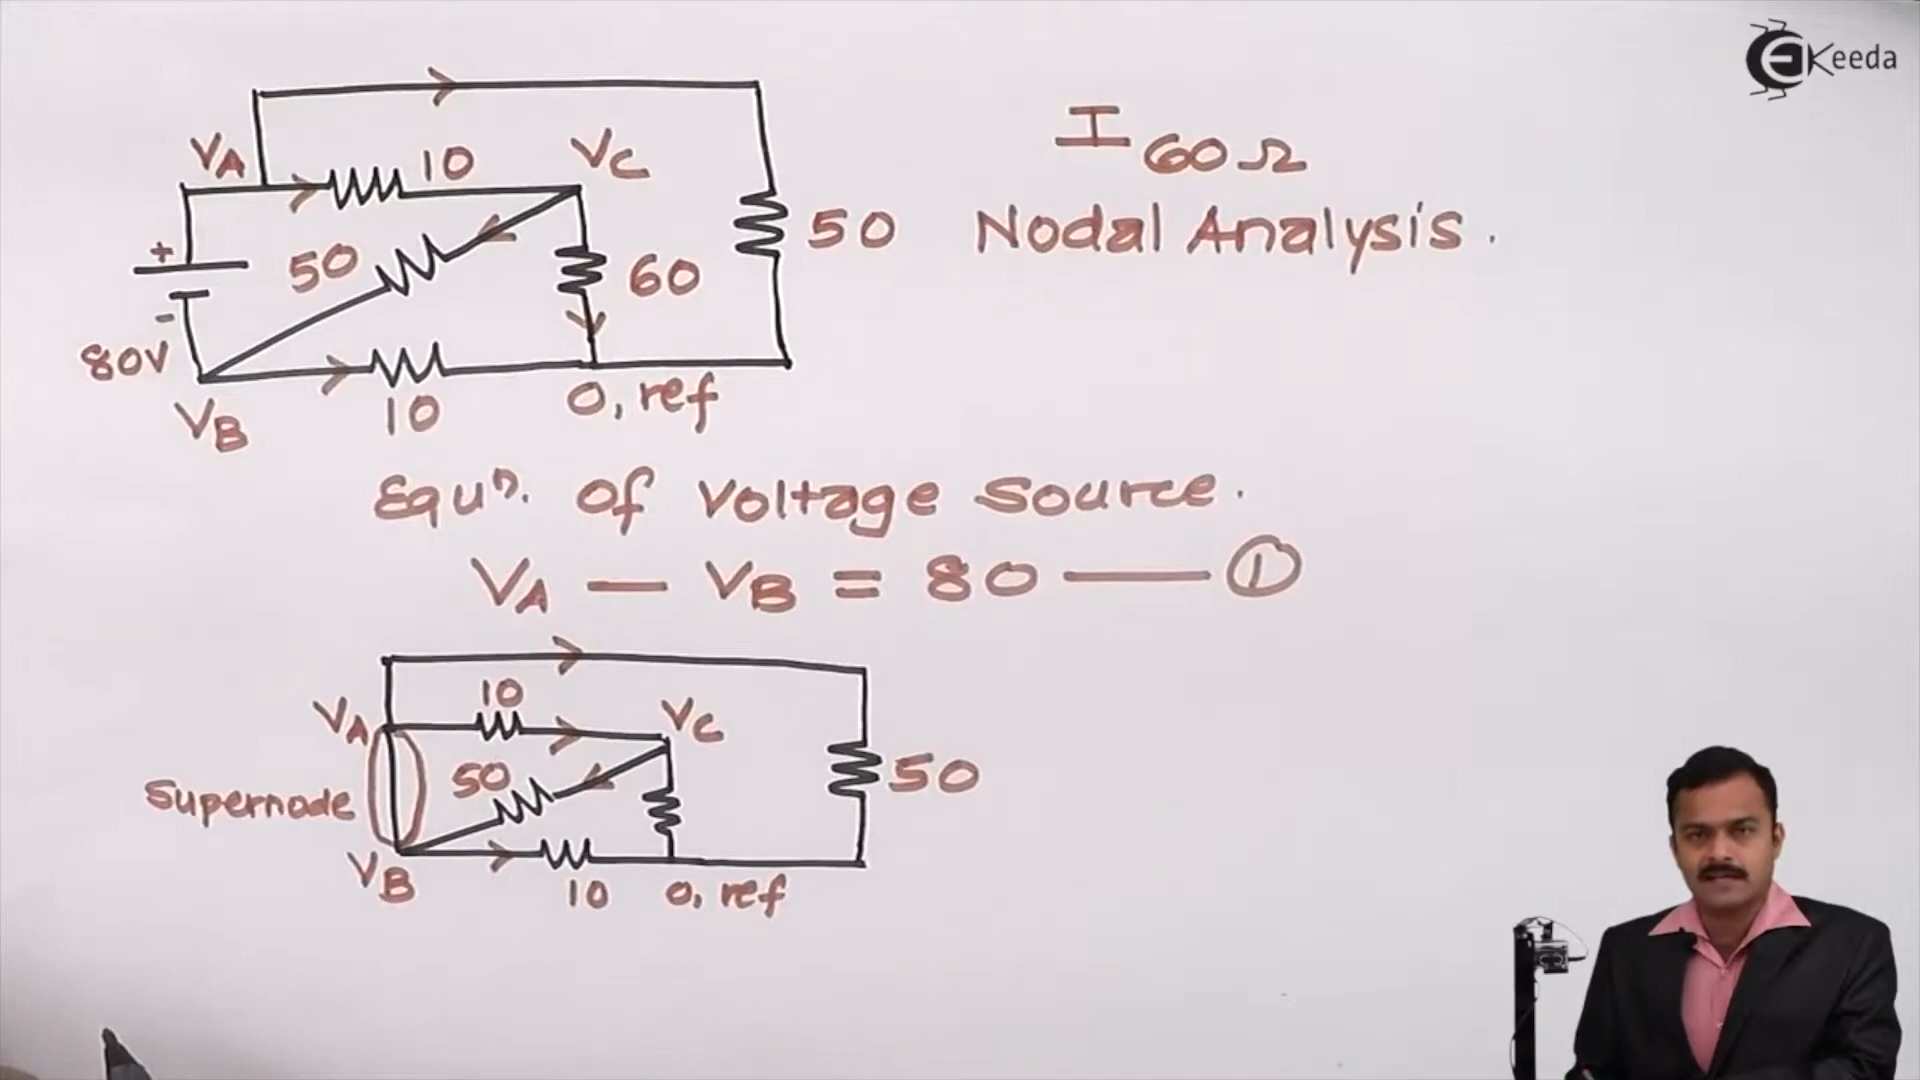 EKeeda
VA
10
VC
I 60Ω
50
60
50
Nodal Analysis.
+
-
80V
VB
10
0, ref
Equⁿ. of Voltage source.
VA — VB = 80 —— ①
VA
10
VC
Supernode
50
50
VB
10
0, ref